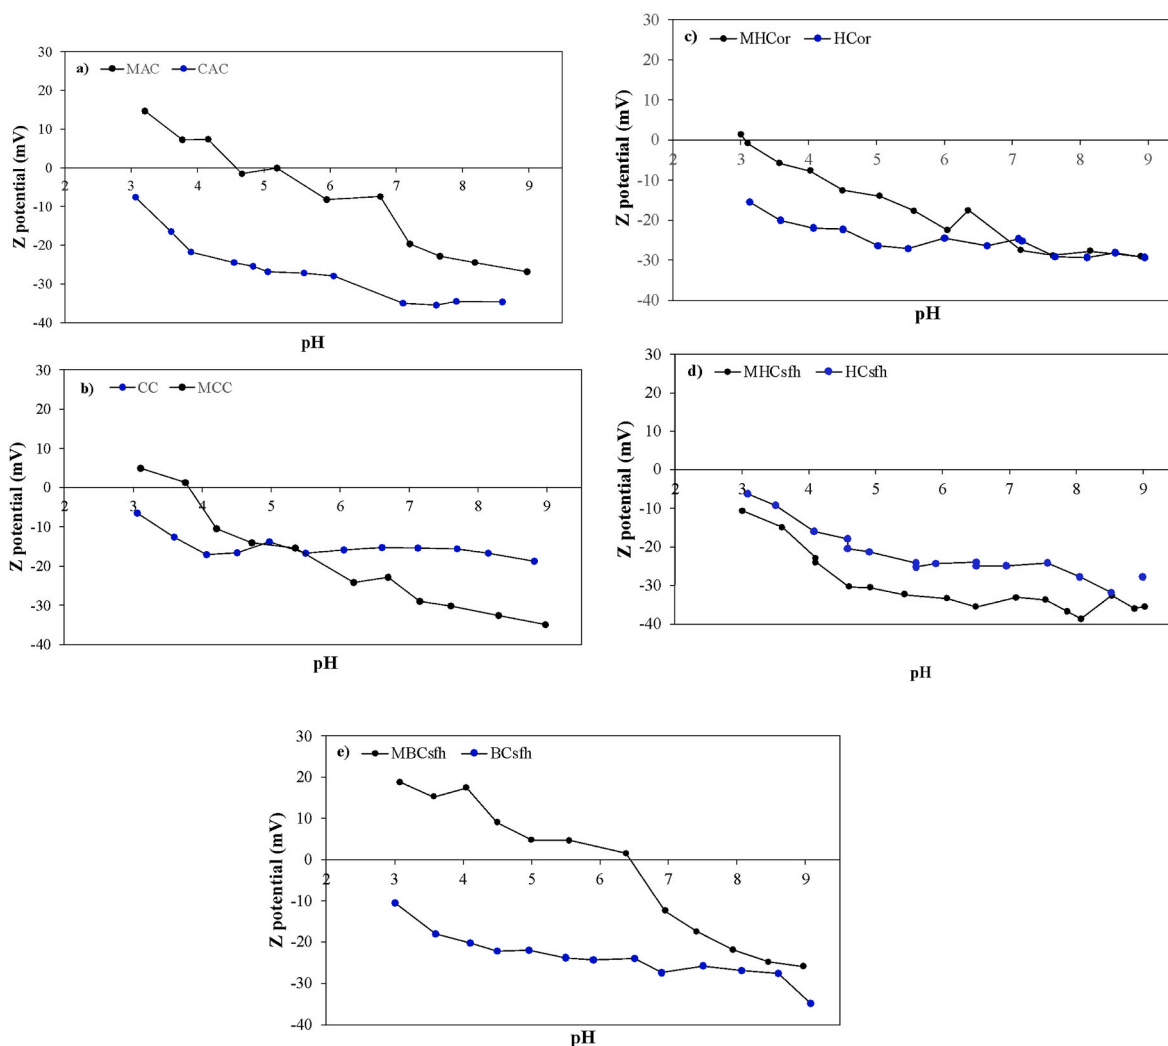 a) MAC CAC
30
20
10
0
-10
-20
-30
-40
2 3 4 5 6 7 8 9
Z potential (mV)
pH
b) CC MCC
30
20
10
0
-10
-20
-30
-40
2 3 4 5 6 7 8 9
Z potential (mV)
pH
c) MHCor HCor
30
20
10
0
-10
-20
-30
-40
2 3 4 5 6 7 8 9
Z potential (mV)
pH
d) MHCsfh HCsfh
30
20
10
0
-10
-20
-30
-40
2 3 4 5 6 7 8 9
Z potential (mV)
pH
e) MBCsfh BCsfh
30
20
10
0
-10
-20
-30
-40
2 3 4 5 6 7 8 9
Z potential (mV)
pH